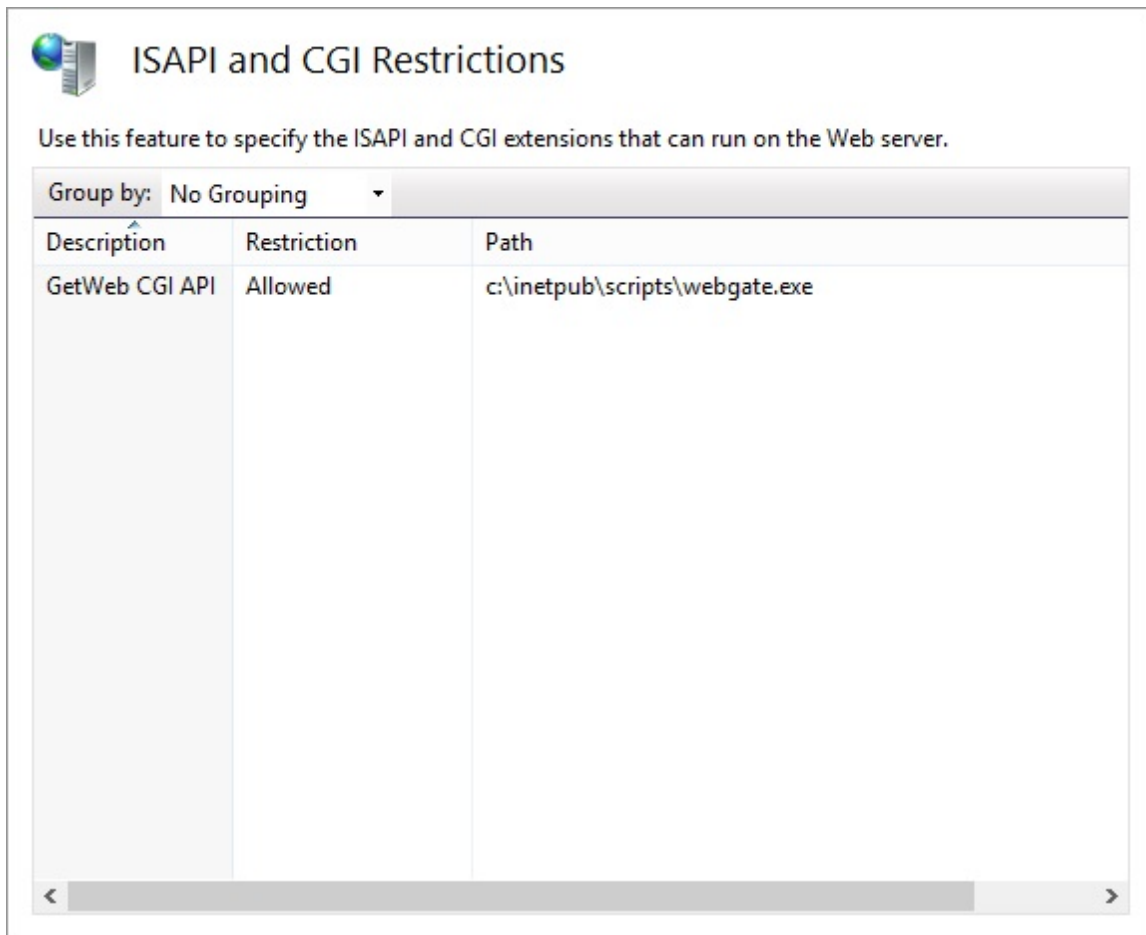 ISAPI and CGI Restrictions
Use this feature to specify the ISAPI and CGI extensions that can run on the Web server.
Group by: No Grouping
Description Restriction Path
GetWeb CGI API Allowed c:\inetpub\scripts\webgate.exe